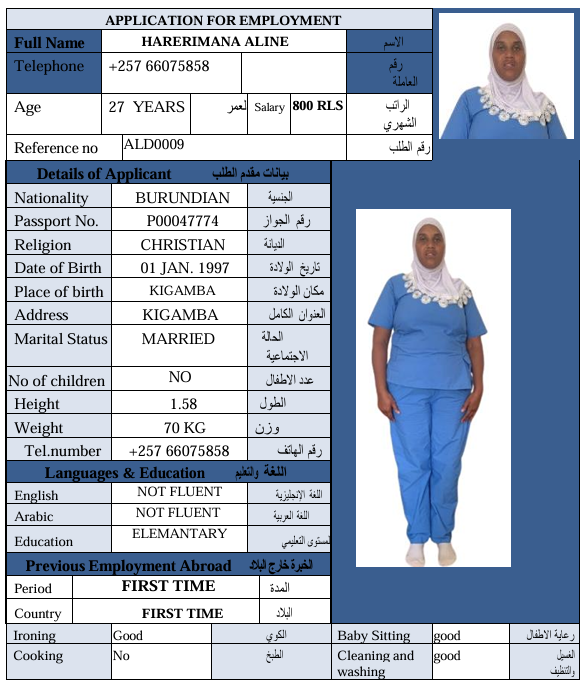 APPLICATION FOR EMPLOYMENT
Full Name HARERIMANA ALINE الاسم
Telephone +257 66075858 رقم
العاملة
Age 27 YEARS لعمر Salary 800 RLS الراتب
الشهري
Reference no ALD0009 رقم الطلب
Details of Applicant بيانات مقدم الطلب
Nationality BURUNDIAN الجنسية
Passport No. P00047774 رقم الجواز
Religion CHRISTIAN الديانة
Date of Birth 01 JAN. 1997 تاريخ الولادة
Place of birth KIGAMBA مكان الولادة
Address KIGAMBA العنوان الكامل
Marital Status MARRIED الحالة
الاجتماعية
No of children NO عدد الاطفال
Height 1.58 الطول
Weight 70 KG وزن
Tel.number +257 66075858 رقم الهاتف
Languages & Education اللغة والتعليم
English NOT FLUENT اللغة الإنجليزية
Arabic NOT FLUENT اللغة العربية
Education ELEMANTARY لمستوى التعليمي
Previous Employment Abroad الخبرة خارج البلاد
Period FIRST TIME المدة
Country FIRST TIME البلاد
Ironing Good الكوي Baby Sitting good رعاية الاطفال
Cooking No الطبخ Cleaning and good الغسيل
washing والتنظيف